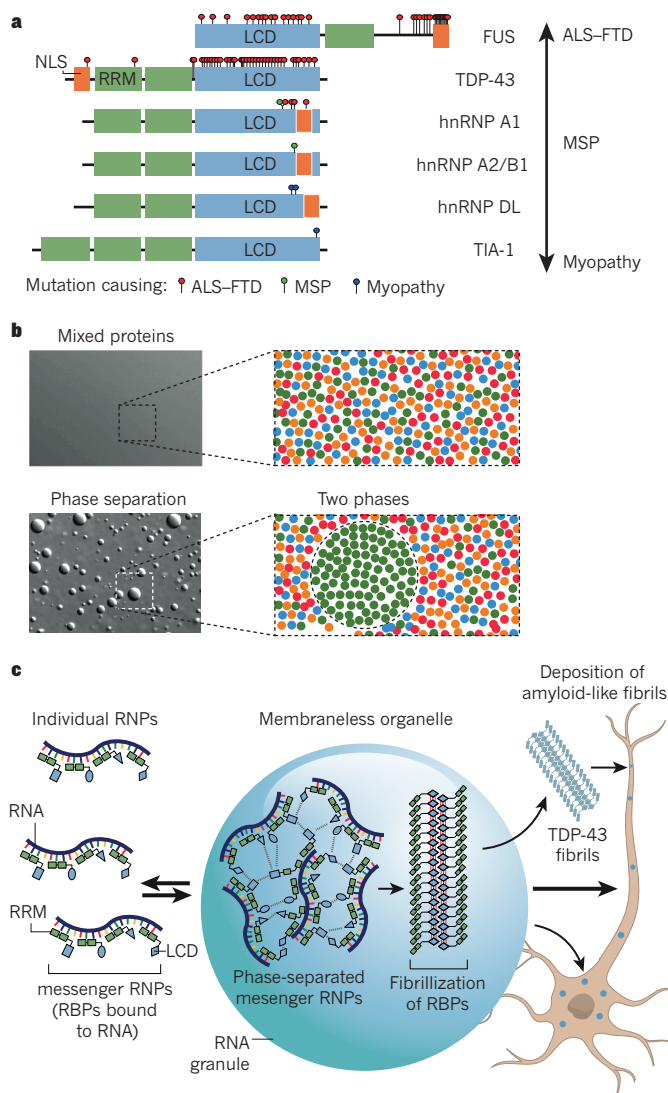 a
LCD
FUS
ALS–FTD
NLS
RRM
LCD
TDP-43
LCD
hnRNP A1
MSP
LCD
hnRNP A2/B1
LCD
hnRNP DL
LCD
TIA-1
Myopathy
Mutation causing: ALS–FTD MSP Myopathy
b
Mixed proteins
Phase separation
Two phases
c
Deposition of
amyloid-like fibrils
Individual RNPs
Membraneless organelle
RNA
TDP-43
fibrils
RRM
LCD
messenger RNPs
(RBPs bound
to RNA)
Phase-separated
mesenger RNPs
Fibrillization
of RBPs
RNA
granule